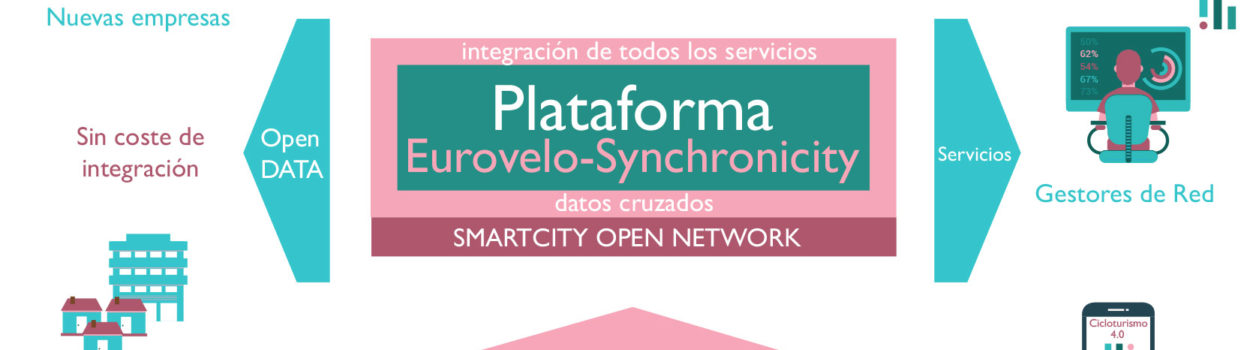 Nuevas empresas
Sin coste de
integración
Open
DATA
integración de todos los servicios
Plataforma
Eurovelo-Synchronicity
datos cruzados
SMARTCITY OPEN NETWORK
Servicios
50%
62%
54%
67%
73%
Gestores de Red
Cicloturismo
4.0